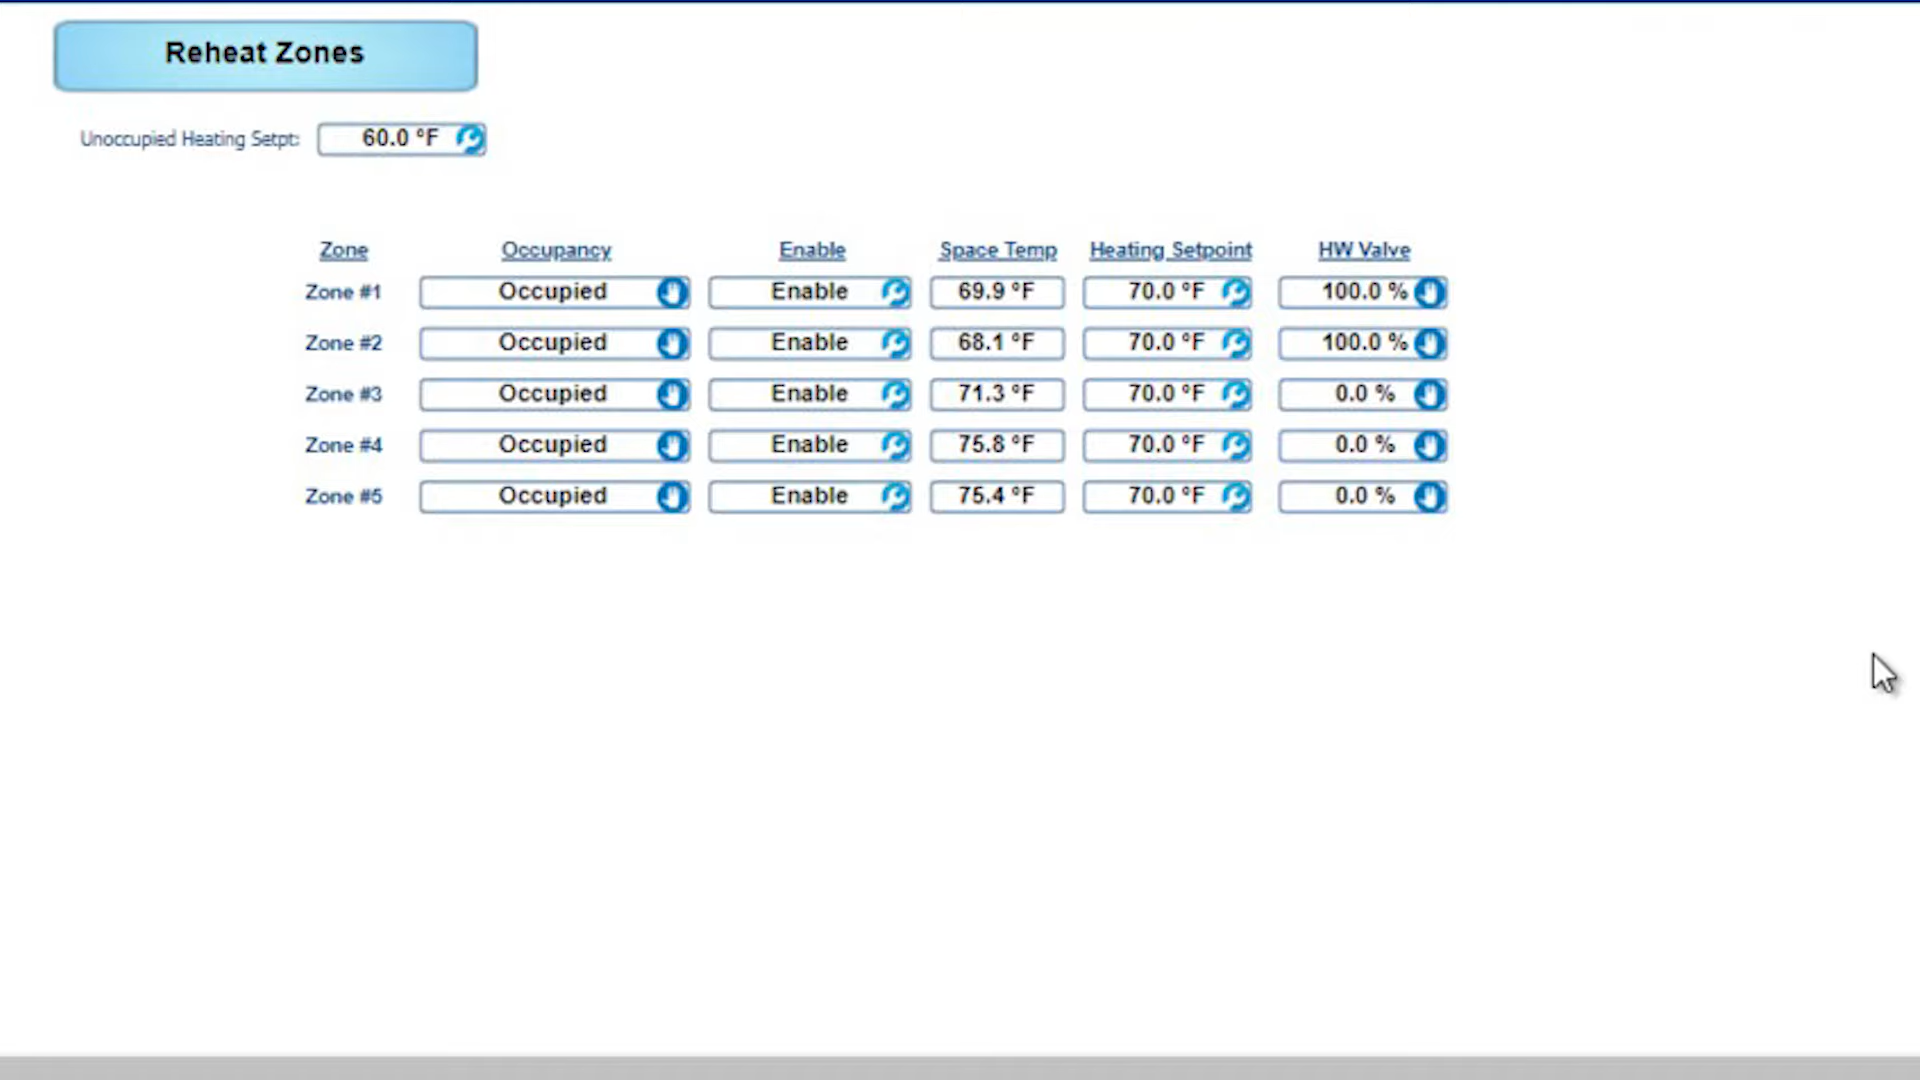 Reheat Zones
Unoccupied Heating Setpt: 60.0 °F
Zone Occupancy Enable Space Temp Heating Setpoint HW Valve
Zone #1 Occupied Enable 69.9 °F 70.0 °F 100.0 %
Zone #2 Occupied Enable 68.1 °F 70.0 °F 100.0 %
Zone #3 Occupied Enable 71.3 °F 70.0 °F 0.0 %
Zone #4 Occupied Enable 75.8 °F 70.0 °F 0.0 %
Zone #5 Occupied Enable 75.4 °F 70.0 °F 0.0 %